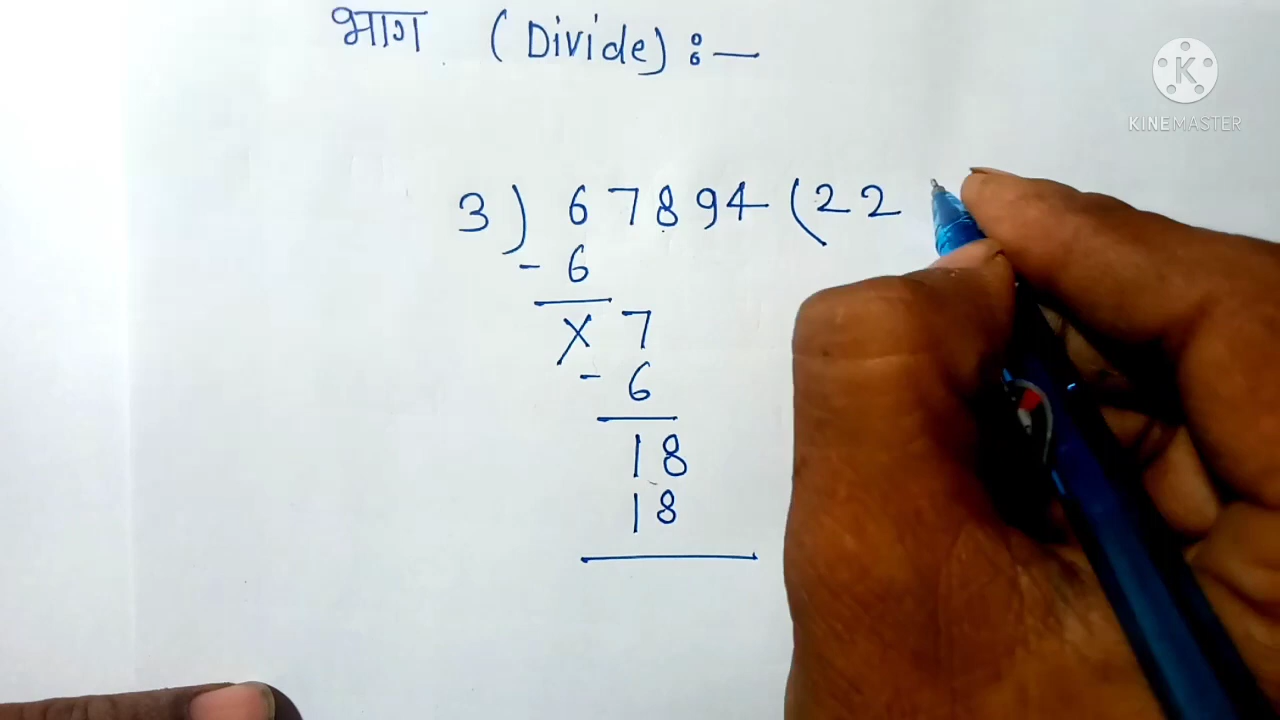 भाग (Divide) :—
K
KINEMASTER
3 ) 67894 ( 22
- 6
X 7
- 6
18
18